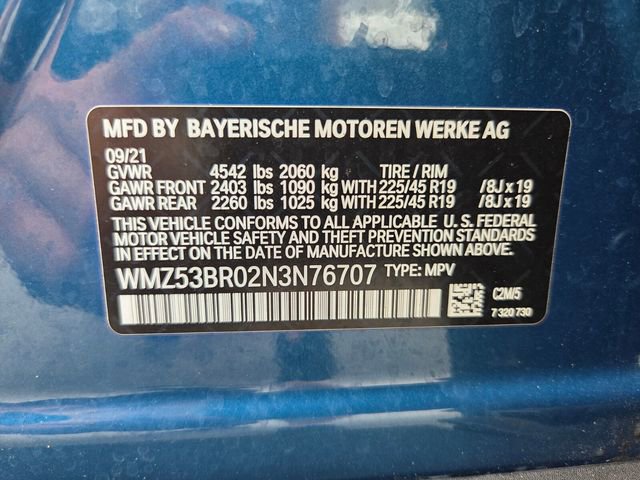 MFD BY BAYERISCHE MOTOREN WERKE AG
09/21
GVWR 4542 lbs 2060 kg TIRE / RIM
GAWR FRONT 2403 lbs 1090 kg WITH 225/45 R19 /8J x 19
GAWR REAR 2260 lbs 1025 kg WITH 225/45 R19 /8J x 19
THIS VEHICLE CONFORMS TO ALL APPLICABLE U. S. FEDERAL
MOTOR VEHICLE SAFETY AND THEFT PREVENTION STANDARDS
IN EFFECT ON THE DATE OF MANUFACTURE SHOWN ABOVE.
WMZ53BR02N3N76707 TYPE: MPV
C2M/5
7 320 730